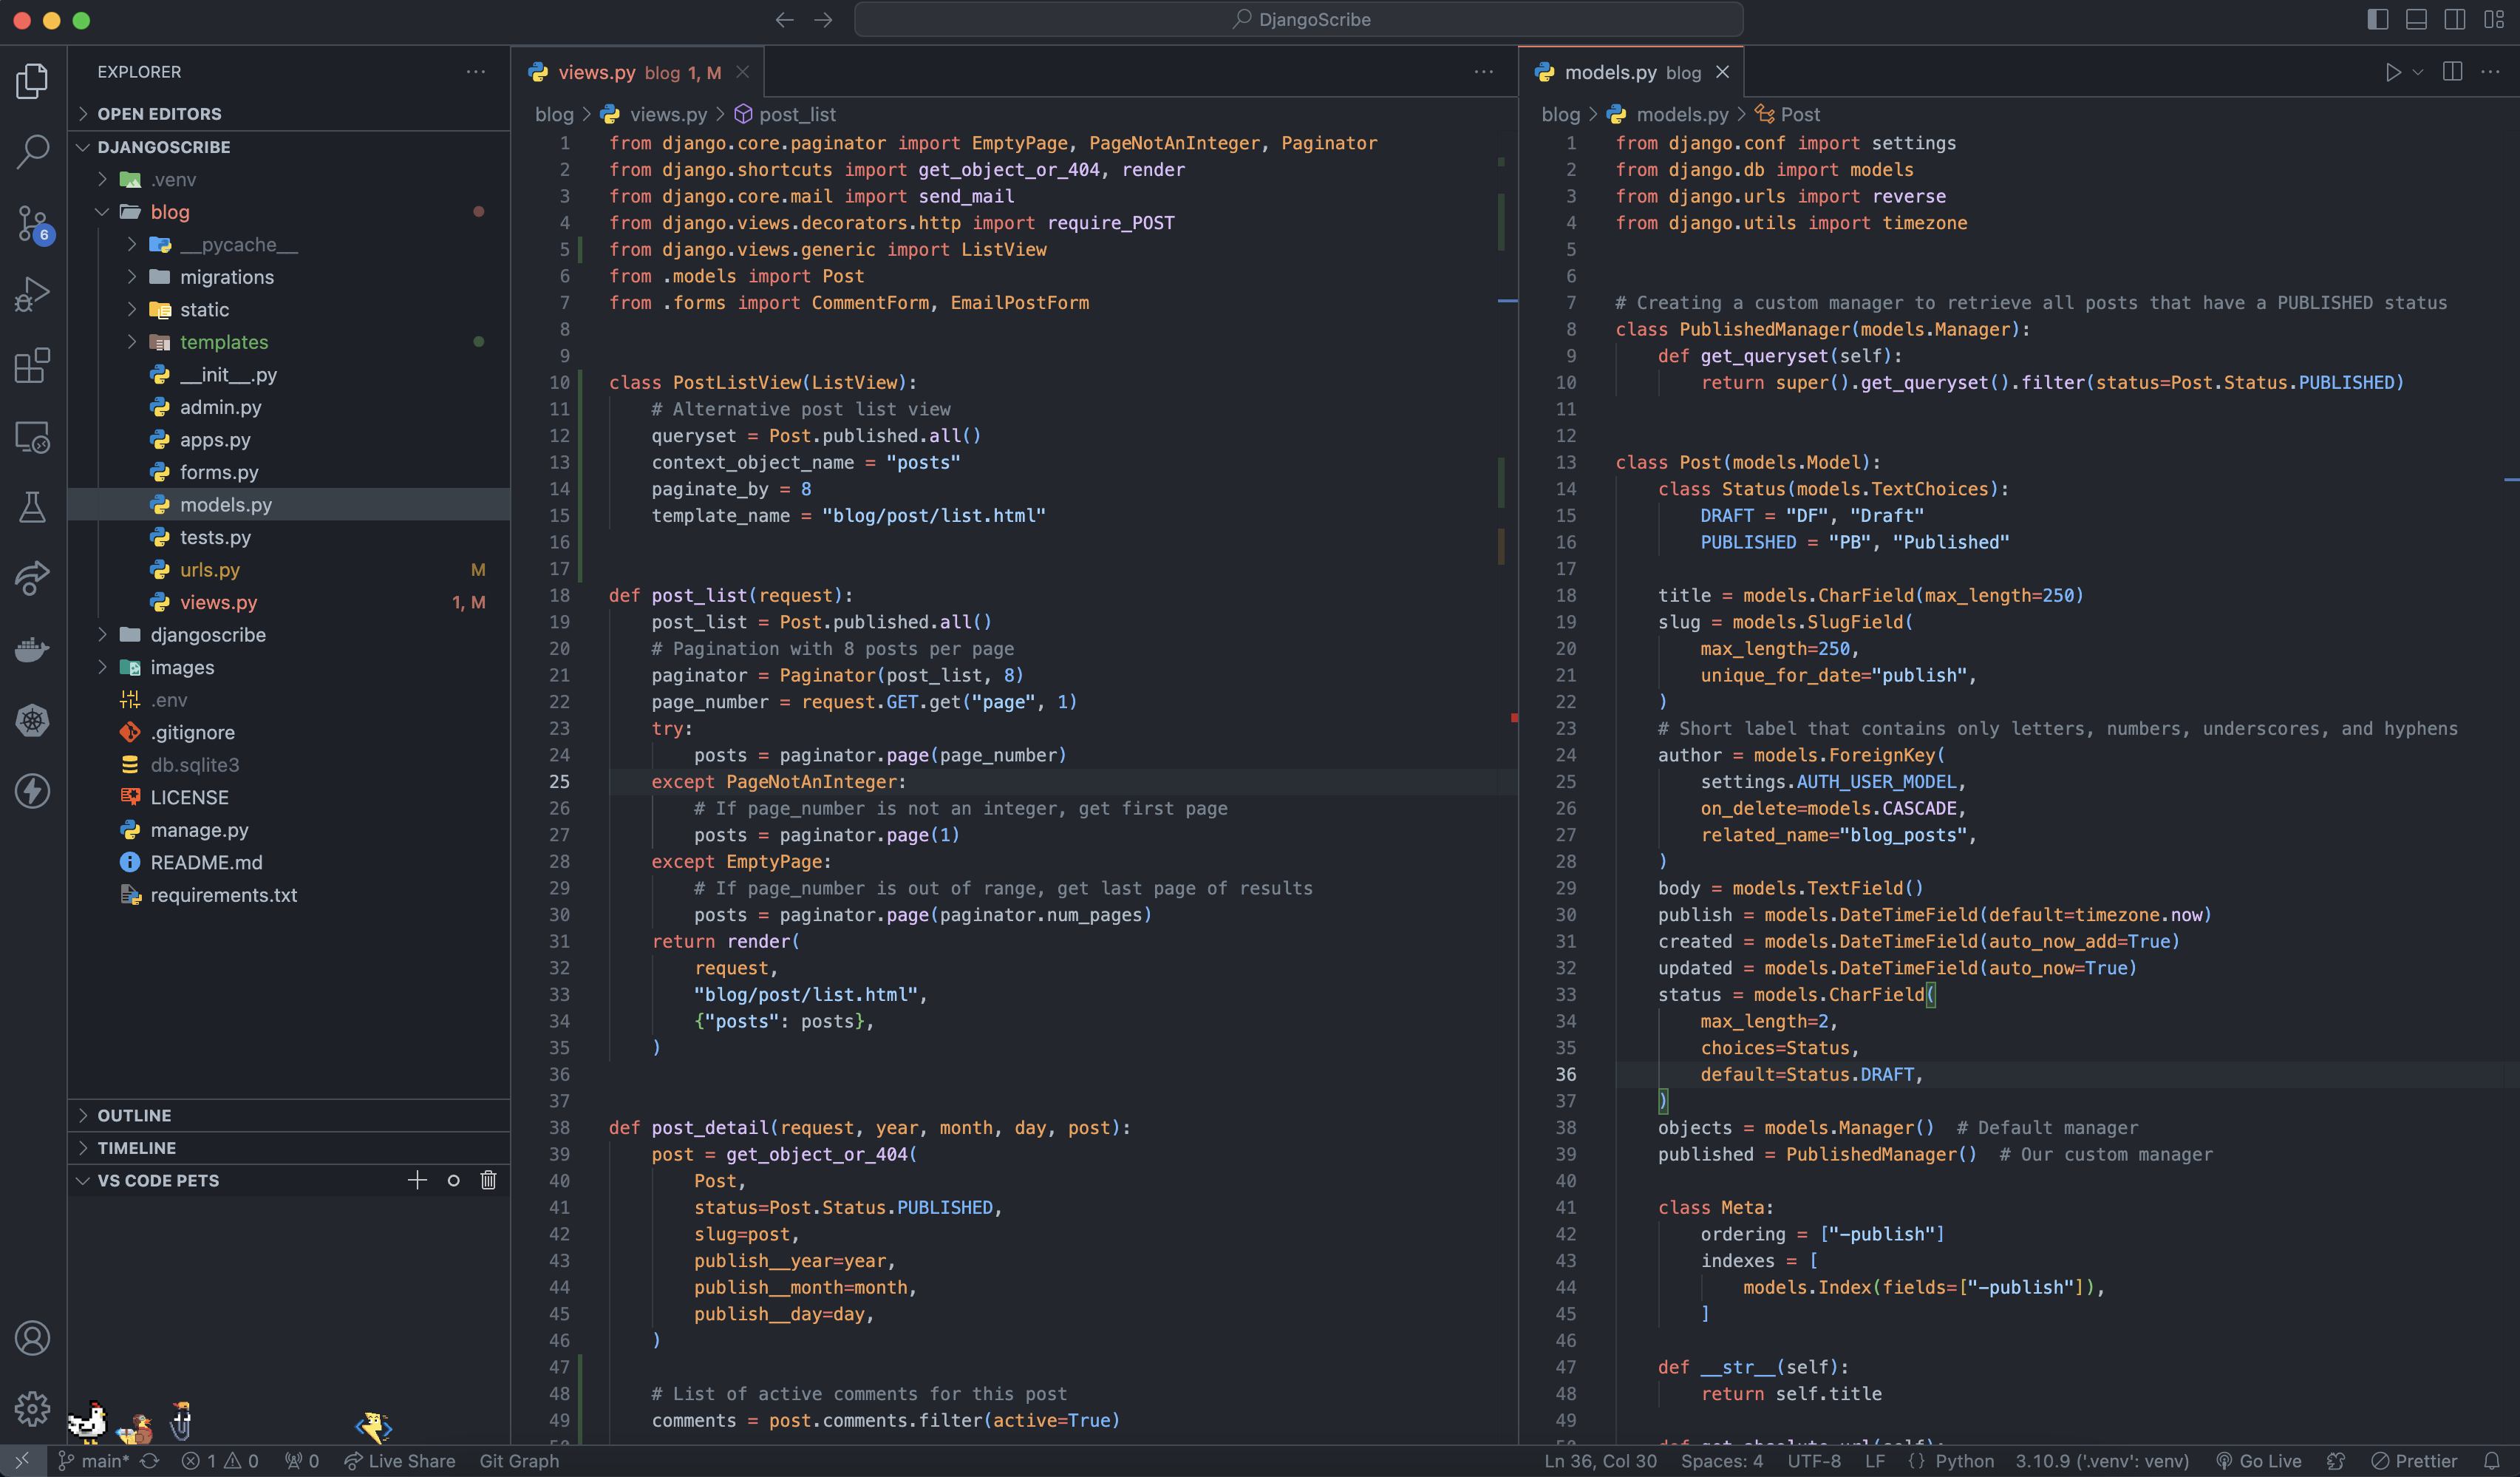 DjangoScribe
EXPLORER
OPEN EDITORS
DJANGOSCRIBE
.venv
blog
__pycache__
migrations
static
templates
__init__.py
admin.py
apps.py
forms.py
models.py
tests.py
urls.py M
views.py 1, M
djangoscribe
images
.env
.gitignore
db.sqlite3
LICENSE
manage.py
README.md
requirements.txt
OUTLINE
TIMELINE
VS CODE PETS
6
views.py blog 1, M
blog > views.py > post_list
1 from django.core.paginator import EmptyPage, PageNotAnInteger, Paginator
2 from django.shortcuts import get_object_or_404, render
3 from django.core.mail import send_mail
4 from django.views.decorators.http import require_POST
5 from django.views.generic import ListView
6 from .models import Post
7 from .forms import CommentForm, EmailPostForm
8
9
10 class PostListView(ListView):
11     # Alternative post list view
12     queryset = Post.published.all()
13     context_object_name = "posts"
14     paginate_by = 8
15     template_name = "blog/post/list.html"
16
17
18 def post_list(request):
19     post_list = Post.published.all()
20     # Pagination with 8 posts per page
21     paginator = Paginator(post_list, 8)
22     page_number = request.GET.get("page", 1)
23     try:
24         posts = paginator.page(page_number)
25     except PageNotAnInteger:
26         # If page_number is not an integer, get first page
27         posts = paginator.page(1)
28     except EmptyPage:
29         # If page_number is out of range, get last page of results
30         posts = paginator.page(paginator.num_pages)
31     return render(
32         request,
33         "blog/post/list.html",
34         {"posts": posts},
35     )
36
37
38 def post_detail(request, year, month, day, post):
39     post = get_object_or_404(
40         Post,
41         status=Post.Status.PUBLISHED,
42         slug=post,
43         publish__year=year,
44         publish__month=month,
45         publish__day=day,
46     )
47
48     # List of active comments for this post
49     comments = post.comments.filter(active=True)
models.py blog
blog > models.py > Post
1 from django.conf import settings
2 from django.db import models
3 from django.urls import reverse
4 from django.utils import timezone
5
6
7 # Creating a custom manager to retrieve all posts that have a PUBLISHED status
8 class PublishedManager(models.Manager):
9     def get_queryset(self):
10         return super().get_queryset().filter(status=Post.Status.PUBLISHED)
11
12
13 class Post(models.Model):
14     class Status(models.TextChoices):
15         DRAFT = "DF", "Draft"
16         PUBLISHED = "PB", "Published"
17
18     title = models.CharField(max_length=250)
19     slug = models.SlugField(
20         max_length=250,
21         unique_for_date="publish",
22     )
23     # Short label that contains only letters, numbers, underscores, and hyphens
24     author = models.ForeignKey(
25         settings.AUTH_USER_MODEL,
26         on_delete=models.CASCADE,
27         related_name="blog_posts",
28     )
29     body = models.TextField()
30     publish = models.DateTimeField(default=timezone.now)
31     created = models.DateTimeField(auto_now_add=True)
32     updated = models.DateTimeField(auto_now=True)
33     status = models.CharField(
34         max_length=2,
35         choices=Status,
36         default=Status.DRAFT,
37     )
38     objects = models.Manager()  # Default manager
39     published = PublishedManager()  # Our custom manager
40
41     class Meta:
42         ordering = ["-publish"]
43         indexes = [
44             models.Index(fields=["-publish"]),
45         ]
46
47     def __str__(self):
48         return self.title
49
main* 1 0 0 Live Share Git Graph Ln 36, Col 30 Spaces: 4 UTF-8 LF {} Python 3.10.9 ('.venv': venv) Go Live Prettier